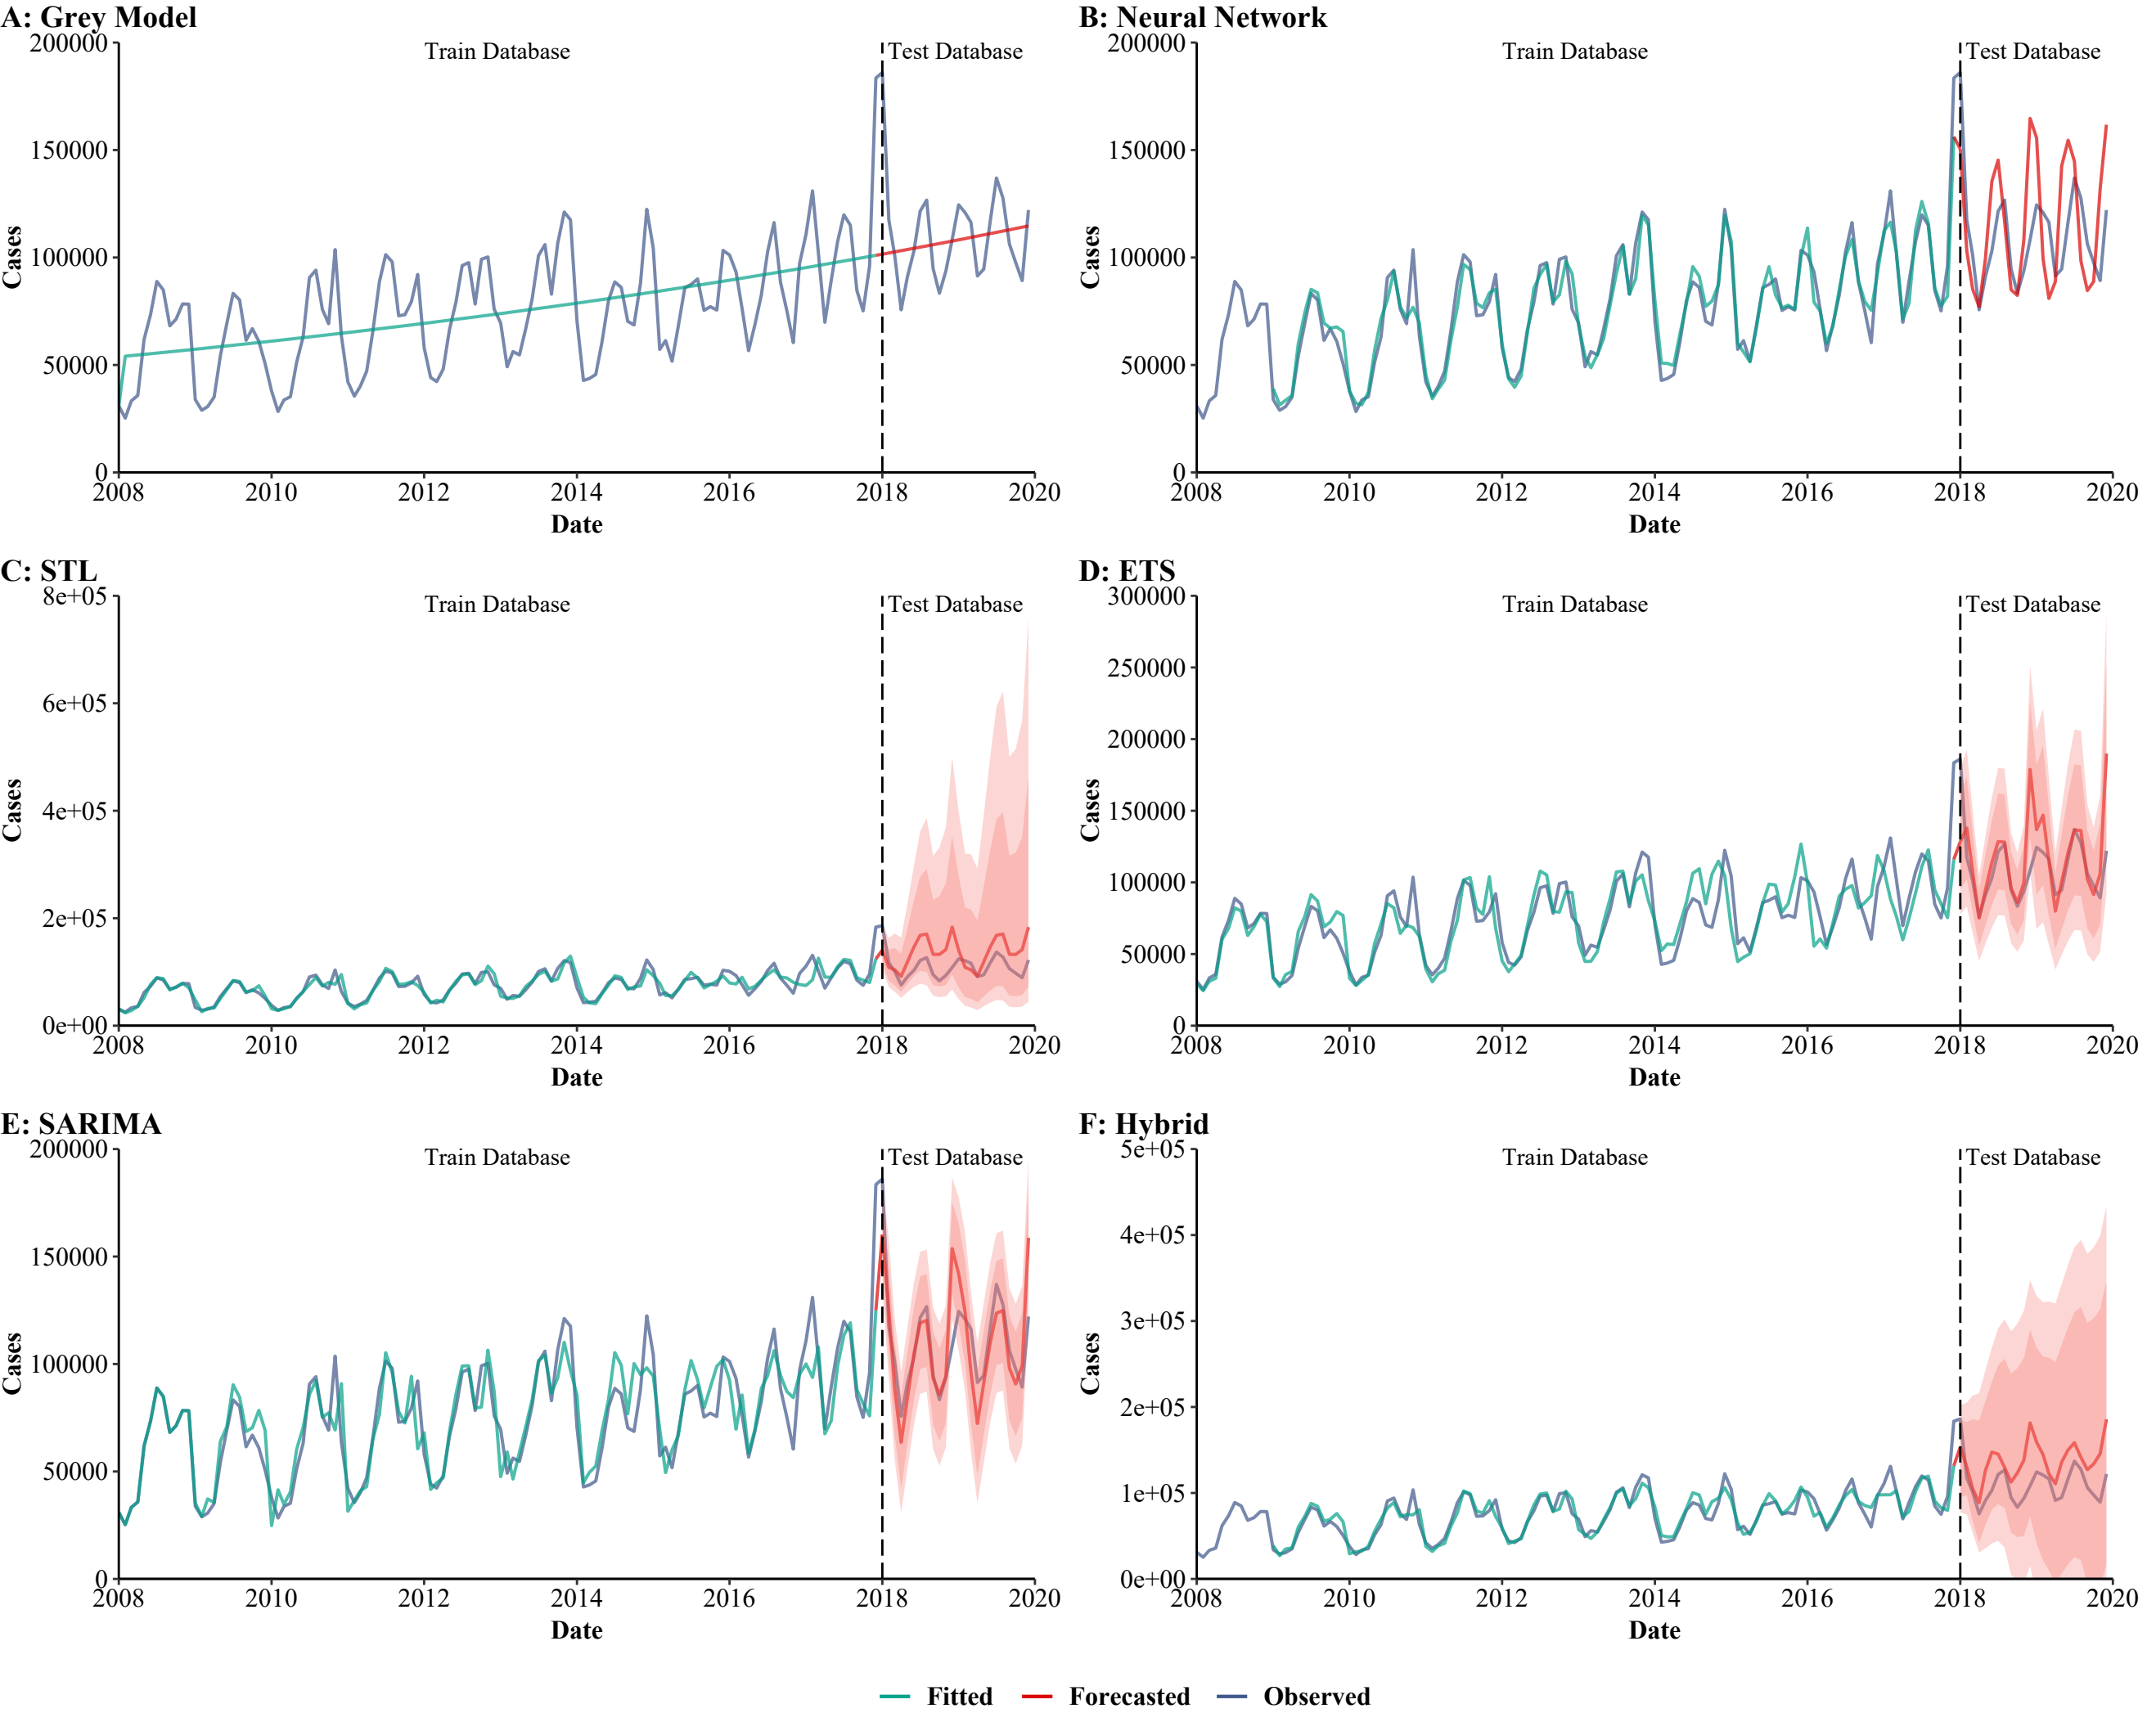 A: Grey Model
200000
150000
100000
50000
0
Cases
Train Database
Test Database
2008 2010 2012 2014 2016 2018 2020
Date
B: Neural Network
200000
150000
100000
50000
0
Cases
Train Database
Test Database
2008 2010 2012 2014 2016 2018 2020
Date
C: STL
8e+05
6e+05
4e+05
2e+05
0e+00
Cases
Train Database
Test Database
2008 2010 2012 2014 2016 2018 2020
Date
D: ETS
300000
250000
200000
150000
100000
50000
0
Cases
Train Database
Test Database
2008 2010 2012 2014 2016 2018 2020
Date
E: SARIMA
200000
150000
100000
50000
0
Cases
Train Database
Test Database
2008 2010 2012 2014 2016 2018 2020
Date
F: Hybrid
5e+05
4e+05
3e+05
2e+05
1e+05
0e+00
Cases
Train Database
Test Database
2008 2010 2012 2014 2016 2018 2020
Date
Fitted Forecasted Observed